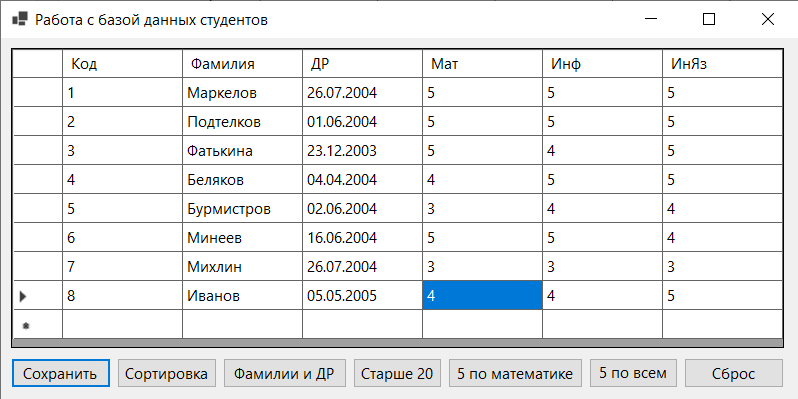 Работа с базой данных студентов
Код Фамилия ДР Мат Инф ИнЯз
1 Маркелов 26.07.2004 5 5 5
2 Подтелков 01.06.2004 5 5 5
3 Фатькина 23.12.2003 5 4 5
4 Беляков 04.04.2004 4 5 5
5 Бурмистров 02.06.2004 3 4 4
6 Минеев 16.06.2004 5 5 4
7 Михлин 26.07.2004 3 3 3
8 Иванов 05.05.2005 4 4 5
Сохранить Сортировка Фамилии и ДР Старше 20 5 по математике 5 по всем Сброс